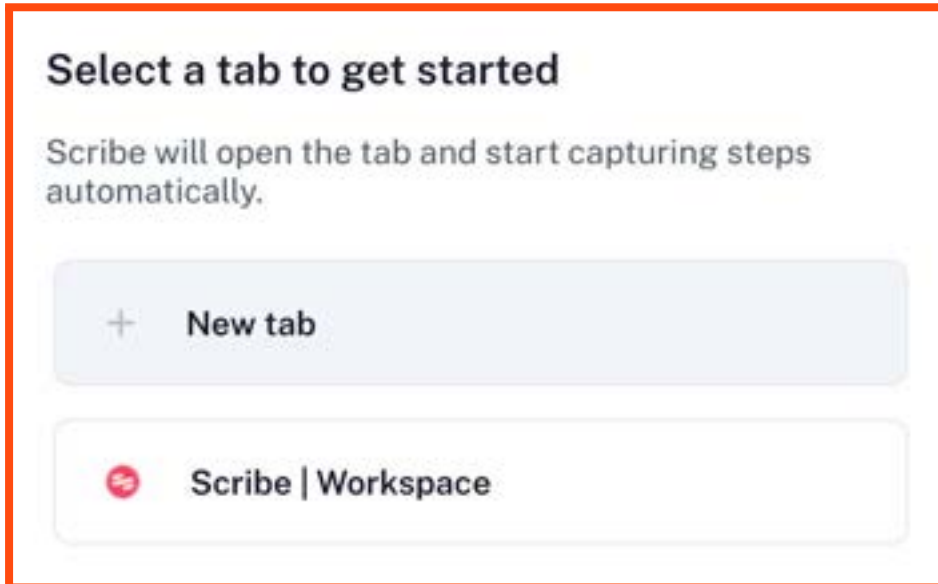 Select a tab to get started
Scribe will open the tab and start capturing steps
automatically.
New tab
Scribe | Workspace